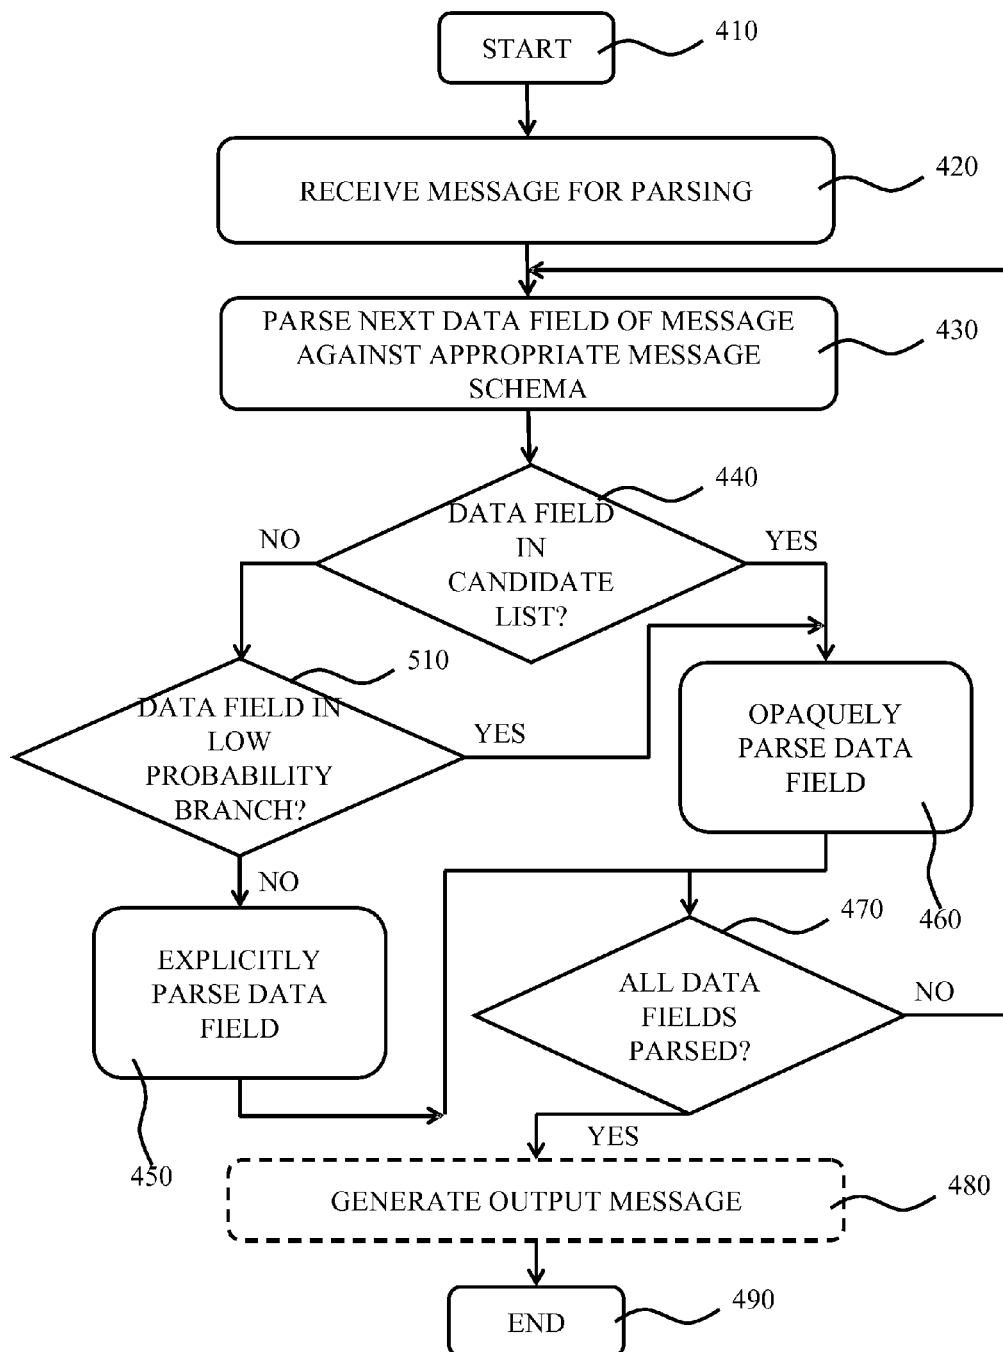 START
410
RECEIVE MESSAGE FOR PARSING
420
PARSE NEXT DATA FIELD OF MESSAGE
AGAINST APPROPRIATE MESSAGE
SCHEMA
430
440
DATA FIELD
IN
CANDIDATE
LIST?
NO
YES
510
DATA FIELD IN
LOW
PROBABILITY
BRANCH?
YES
OPAQUELY
PARSE DATA
FIELD
NO
460
470
EXPLICITLY
PARSE DATA
FIELD
ALL DATA
FIELDS
PARSED?
NO
YES
450
GENERATE OUTPUT MESSAGE
480
END
490